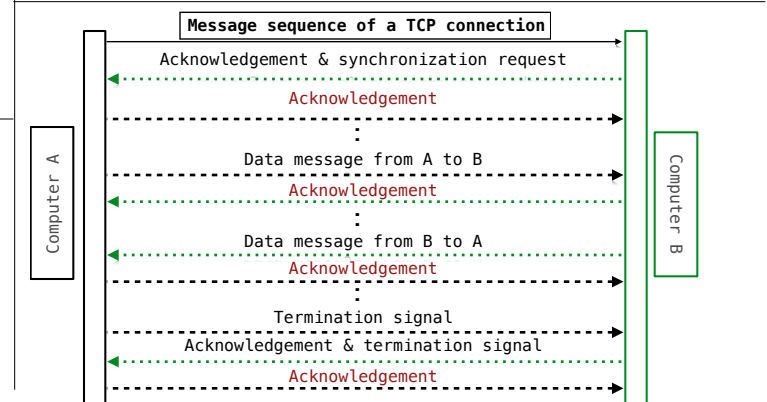 Message sequence of a TCP connection
Acknowledgement & synchronization request
Acknowledgement
Data message from A to B
Acknowledgement
Data message from B to A
Acknowledgement
Termination signal
Acknowledgement & termination signal
Acknowledgement
Computer A
Computer B